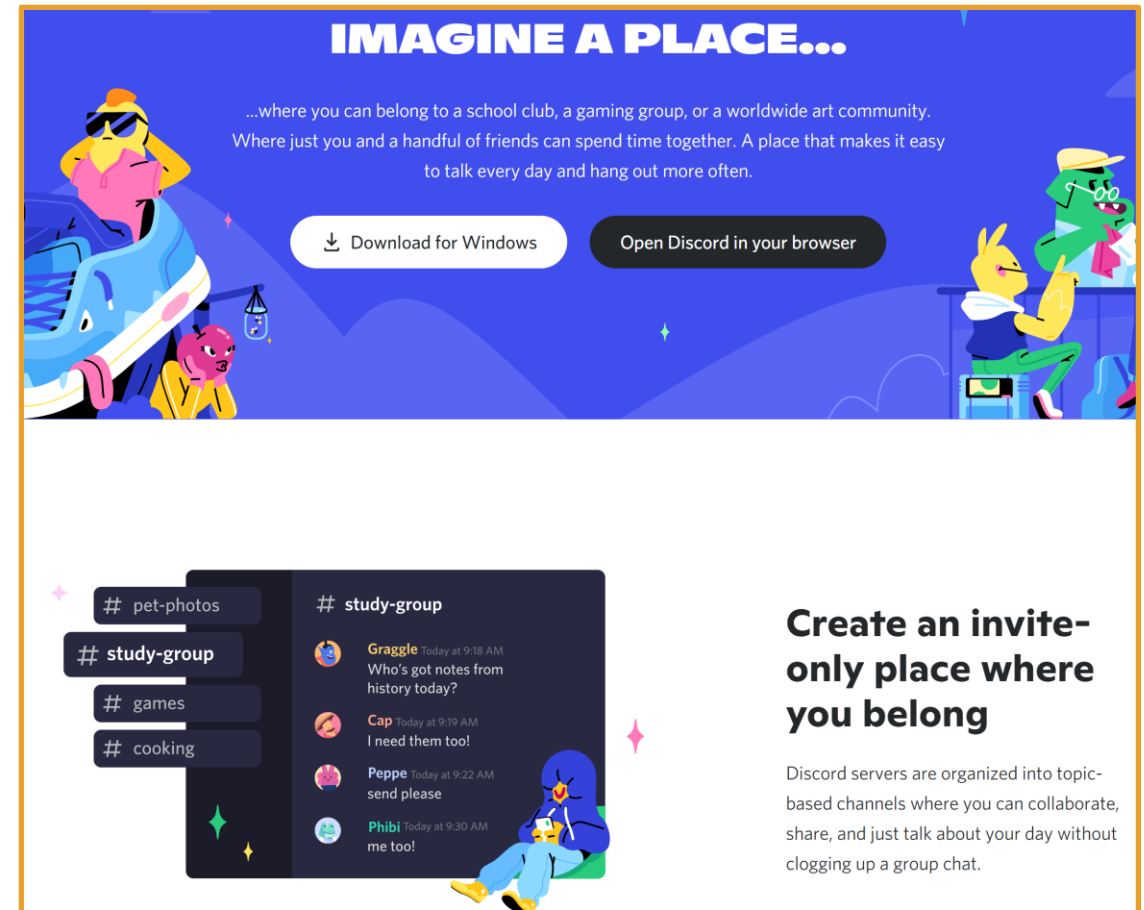 IMAGINE A PLACE...
...where you can belong to a school club, a gaming group, or a worldwide art community.
Where just you and a handful of friends can spend time together. A place that makes it easy
to talk every day and hang out more often.
Download for Windows
Open Discord in your browser
# pet-photos
# study-group
# games
# cooking
# study-group
Graggle Today at 9:18 AM
Who's got notes from
history today?
Cap Today at 9:19 AM
I need them too!
Peppe Today at 9:22 AM
send please
Phibi Today at 9:30 AM
me too!
Create an invite-
only place where
you belong
Discord servers are organized into topic-
based channels where you can collaborate,
share, and just talk about your day without
clogging up a group chat.